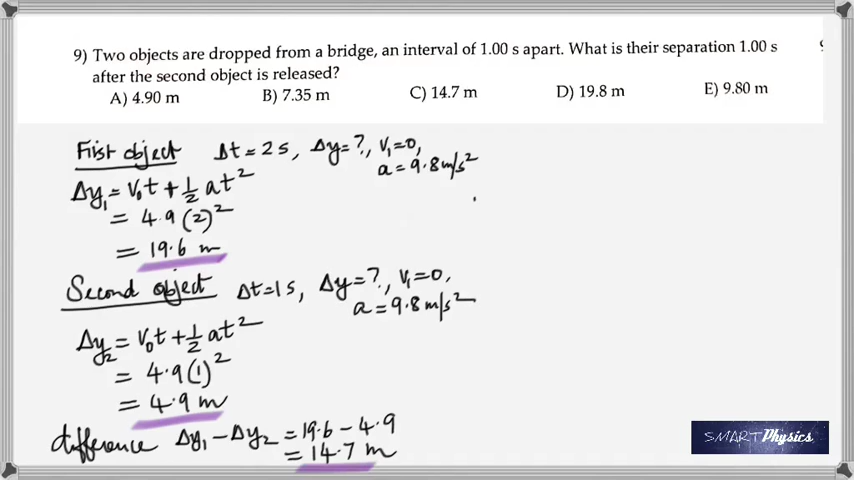 9) Two objects are dropped from a bridge, an interval of 1.00 s apart. What is their separation 1.00 s
after the second object is released?
A) 4.90 m B) 7.35 m C) 14.7 m D) 19.8 m E) 9.80 m
First object Δt = 2 s, Δy = ?, V₁=0,
a = 9.8 m/s²
Δy₁ = V₀t + ½ at²
= 4.9 (2)²
= 19.6 m
Second object Δt=1 s, Δy = ?, V₁=0,
a = 9.8 m/s²
Δy₂ = V₀t + ½ at²
= 4.9 (1)²
= 4.9 m
difference Δy₁ − Δy₂ = 19.6 − 4.9
= 14.7 m
SMART Physics